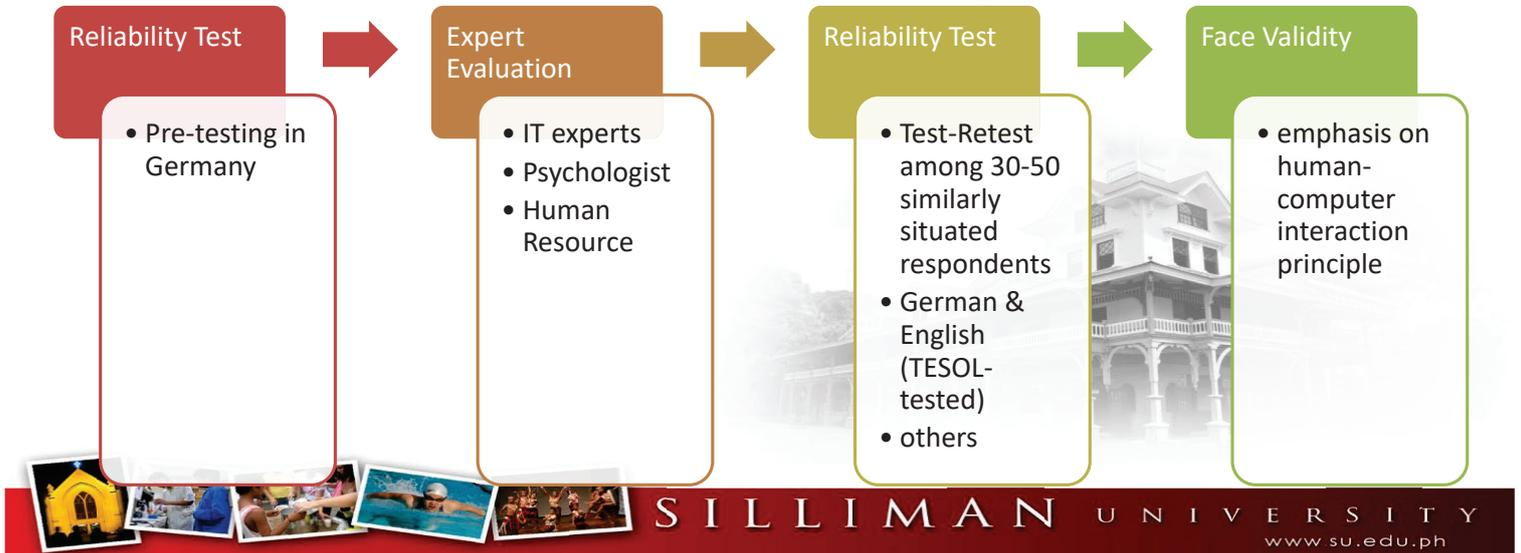 Reliability Test
• Pre-testing in
Germany
Expert
Evaluation
• IT experts
• Psychologist
• Human
Resource
Reliability Test
• Test-Retest
among 30-50
similarly
situated
respondents
• German &
English
(TESOL-
tested)
• others
Face Validity
• emphasis on
human-
computer
interaction
principle
SILLIMAN UNIVERSITY
www.su.edu.ph